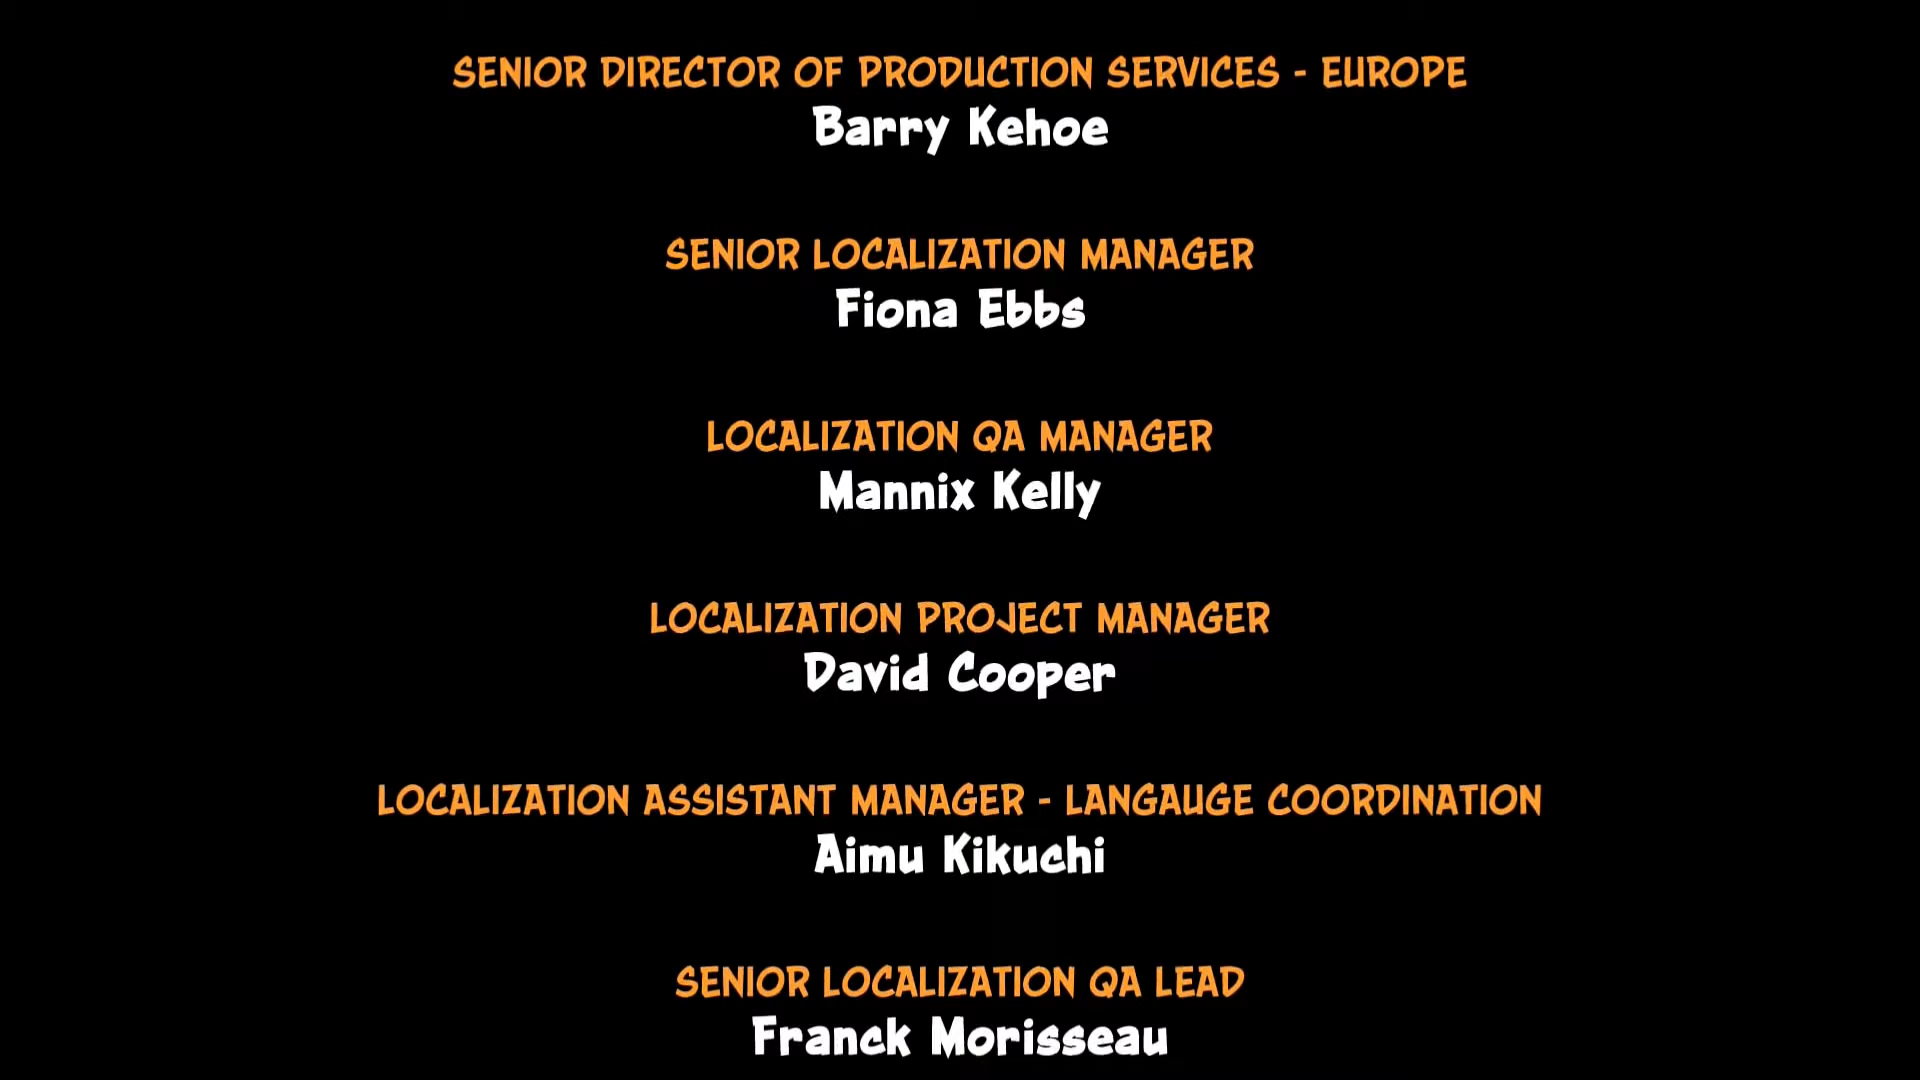 SENIOR DIRECTOR OF PRODUCTION SERVICES - EUROPE
Barry Kehoe
SENIOR LOCALIZATION MANAGER
Fiona Ebbs
LOCALIZATION QA MANAGER
Mannix Kelly
LOCALIZATION PROJECT MANAGER
David Cooper
LOCALIZATION ASSISTANT MANAGER - LANGAUGE COORDINATION
Aimu Kikuchi
SENIOR LOCALIZATION QA LEAD
Franck Morisseau